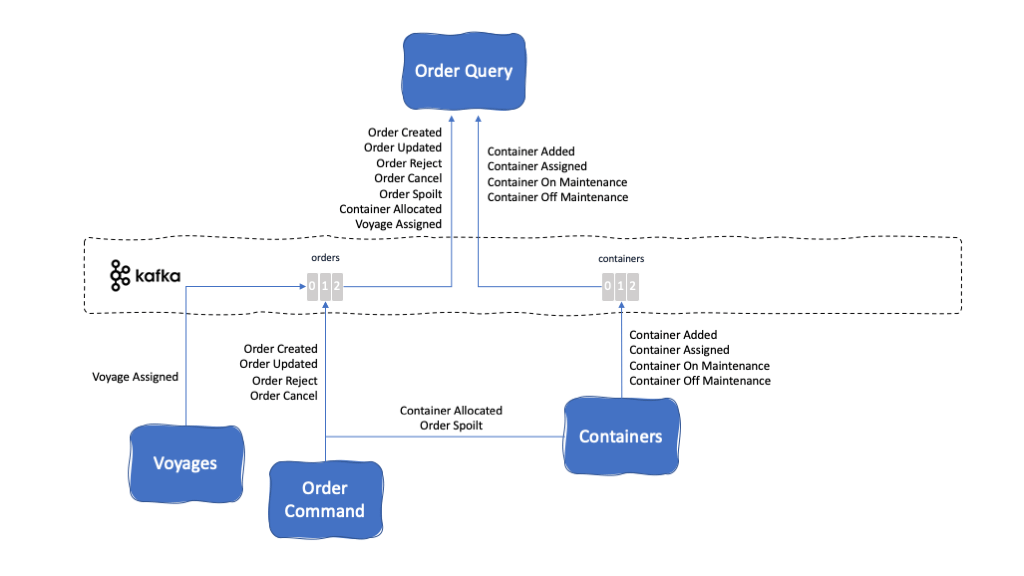 Order Query
Order Created
Order Updated
Order Reject
Order Cancel
Order Spoilt
Container Allocated
Voyage Assigned
Container Added
Container Assigned
Container On Maintenance
Container Off Maintenance
kafka
orders
0 1 2
containers
0 1 2
Voyage Assigned
Order Created
Order Updated
Order Reject
Order Cancel
Container Added
Container Assigned
Container On Maintenance
Container Off Maintenance
Container Allocated
Order Spoilt
Voyages
Order
Command
Containers